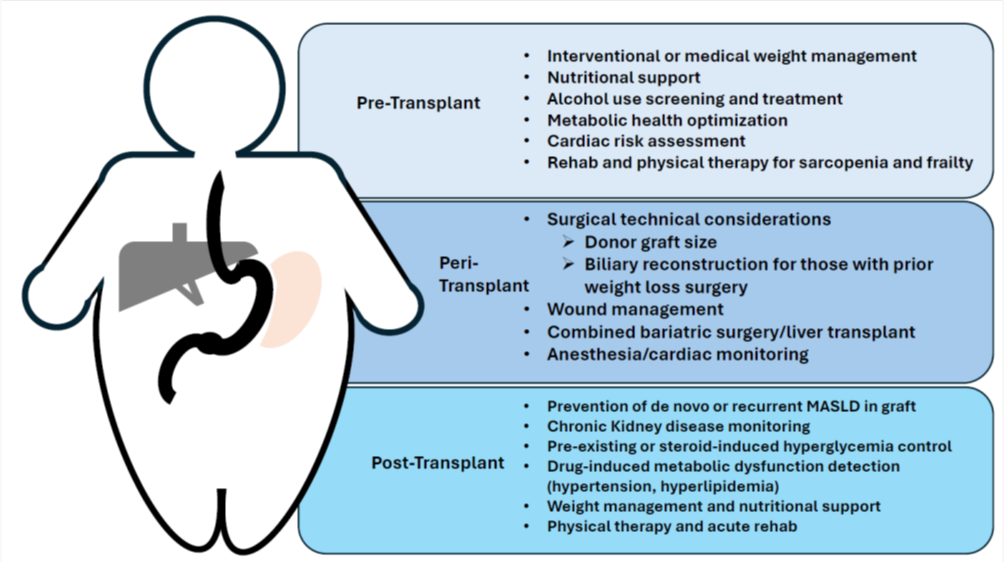 Pre-Transplant
• Interventional or medical weight management
• Nutritional support
• Alcohol use screening and treatment
• Metabolic health optimization
• Cardiac risk assessment
• Rehab and physical therapy for sarcopenia and frailty
Peri-
Transplant
• Surgical technical considerations
➢ Donor graft size
➢ Biliary reconstruction for those with prior
weight loss surgery
• Wound management
• Combined bariatric surgery/liver transplant
• Anesthesia/cardiac monitoring
Post-Transplant
• Prevention of de novo or recurrent MASLD in graft
• Chronic Kidney disease monitoring
• Pre-existing or steroid-induced hyperglycemia control
• Drug-induced metabolic dysfunction detection
(hypertension, hyperlipidemia)
• Weight management and nutritional support
• Physical therapy and acute rehab